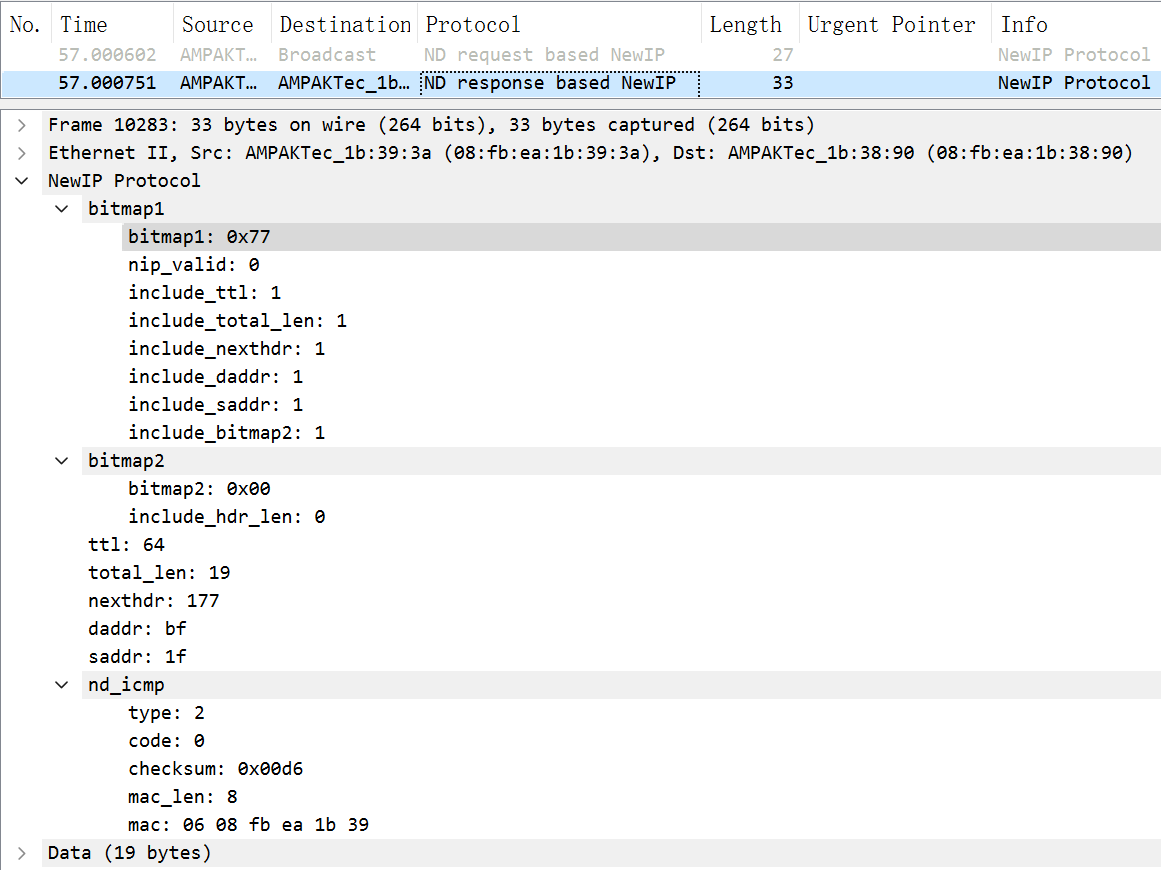 No. Time Source Destination Protocol Length Urgent Pointer Info
57.000602 AMPAKT… Broadcast ND request based NewIP 27 NewIP Protocol
57.000751 AMPAKT… AMPAKTec_1b… ND response based NewIP 33 NewIP Protocol
Frame 10283: 33 bytes on wire (264 bits), 33 bytes captured (264 bits)
Ethernet II, Src: AMPAKTec_1b:39:3a (08:fb:ea:1b:39:3a), Dst: AMPAKTec_1b:38:90 (08:fb:ea:1b:38:90)
NewIP Protocol
bitmap1
bitmap1: 0x77
nip_valid: 0
include_ttl: 1
include_total_len: 1
include_nexthdr: 1
include_daddr: 1
include_saddr: 1
include_bitmap2: 1
bitmap2
bitmap2: 0x00
include_hdr_len: 0
ttl: 64
total_len: 19
nexthdr: 177
daddr: bf
saddr: 1f
nd_icmp
type: 2
code: 0
checksum: 0x00d6
mac_len: 8
mac: 06 08 fb ea 1b 39
Data (19 bytes)